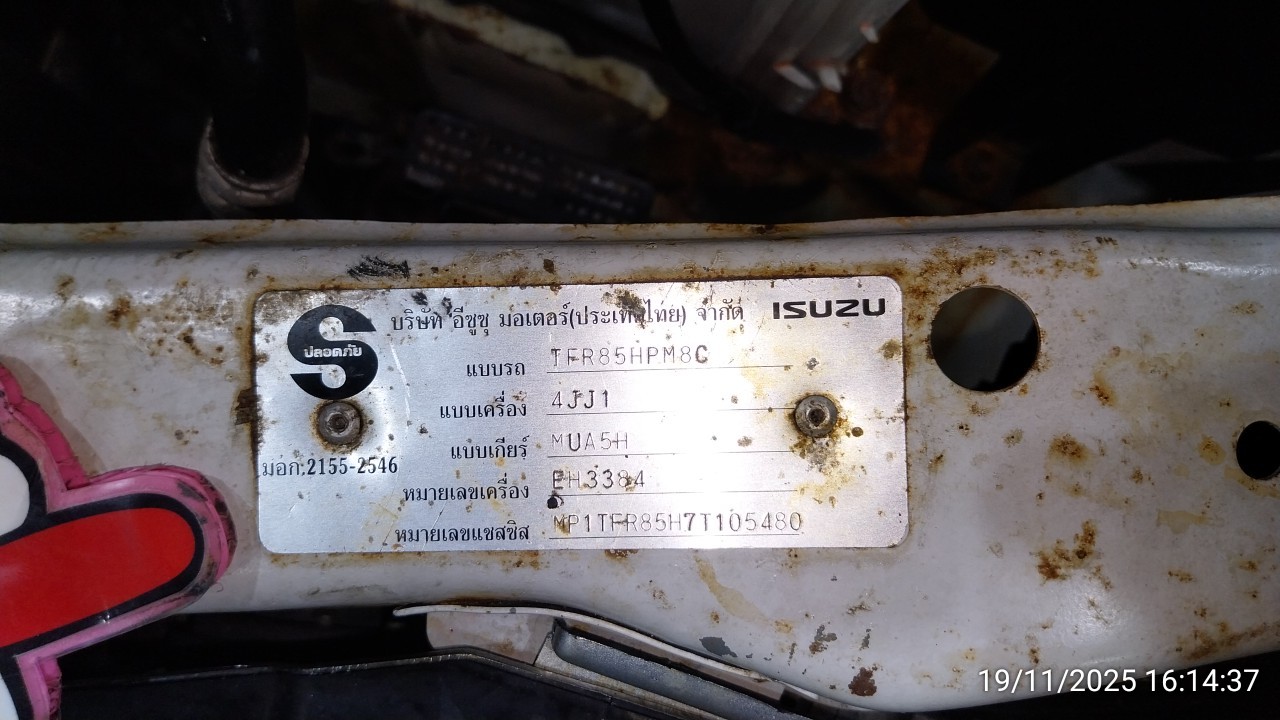 บริษัท อีซูซุ มอเตอร์(ประเทศไทย) จำกัด ISUZU
S
ปลอดภัย
แบบรถ TFR85HPM8C
แบบเครื่อง 4JJ1
แบบเกียร์ MUA5H
มอก.2155-2546
หมายเลขเครื่อง EH3384
หมายเลขแชสซิส MP1TFR85H7T105480
19/11/2025 16:14:37